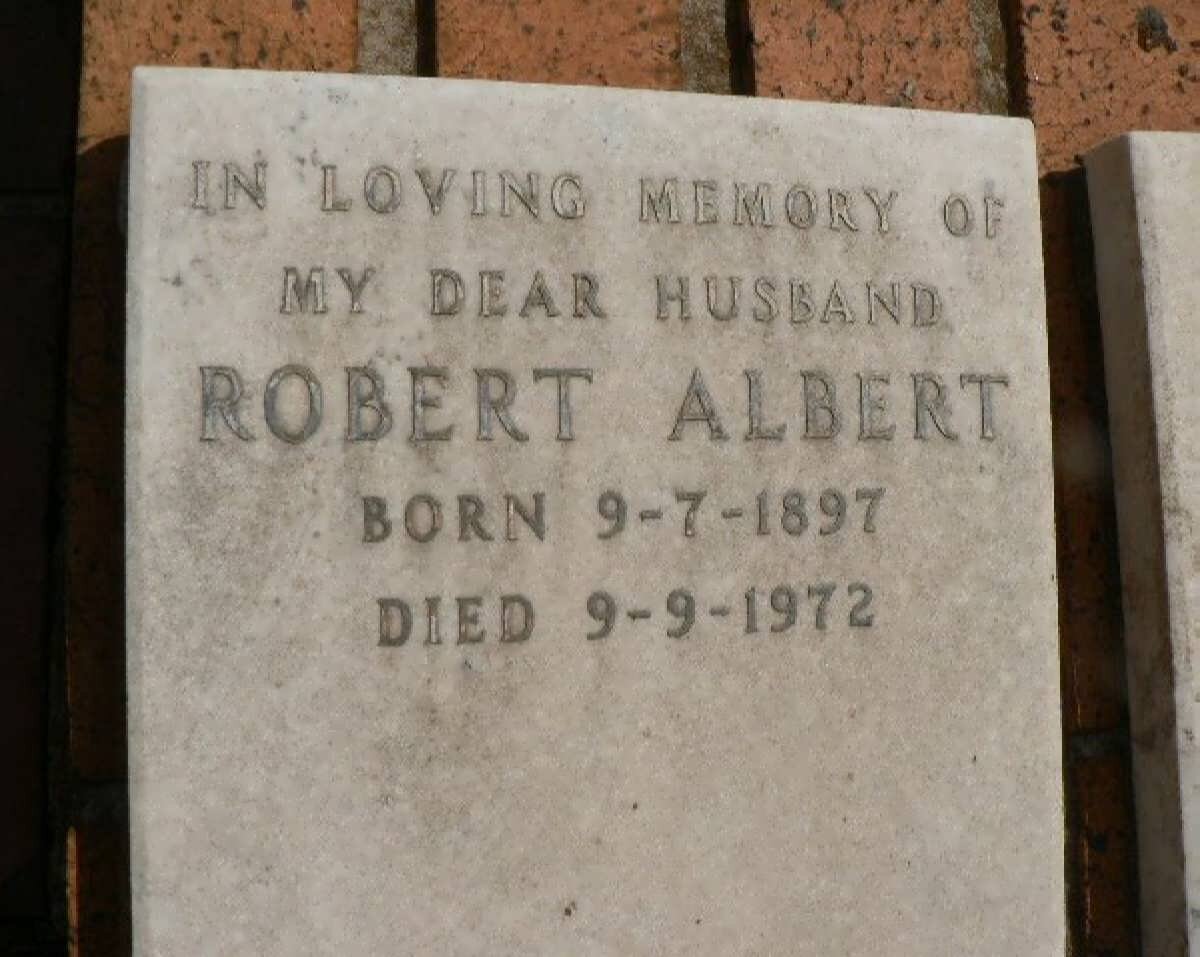 IN LOVING MEMORY OF
MY DEAR HUSBAND
ROBERT ALBERT
BORN 9-7-1897
DIED 9-9-1972